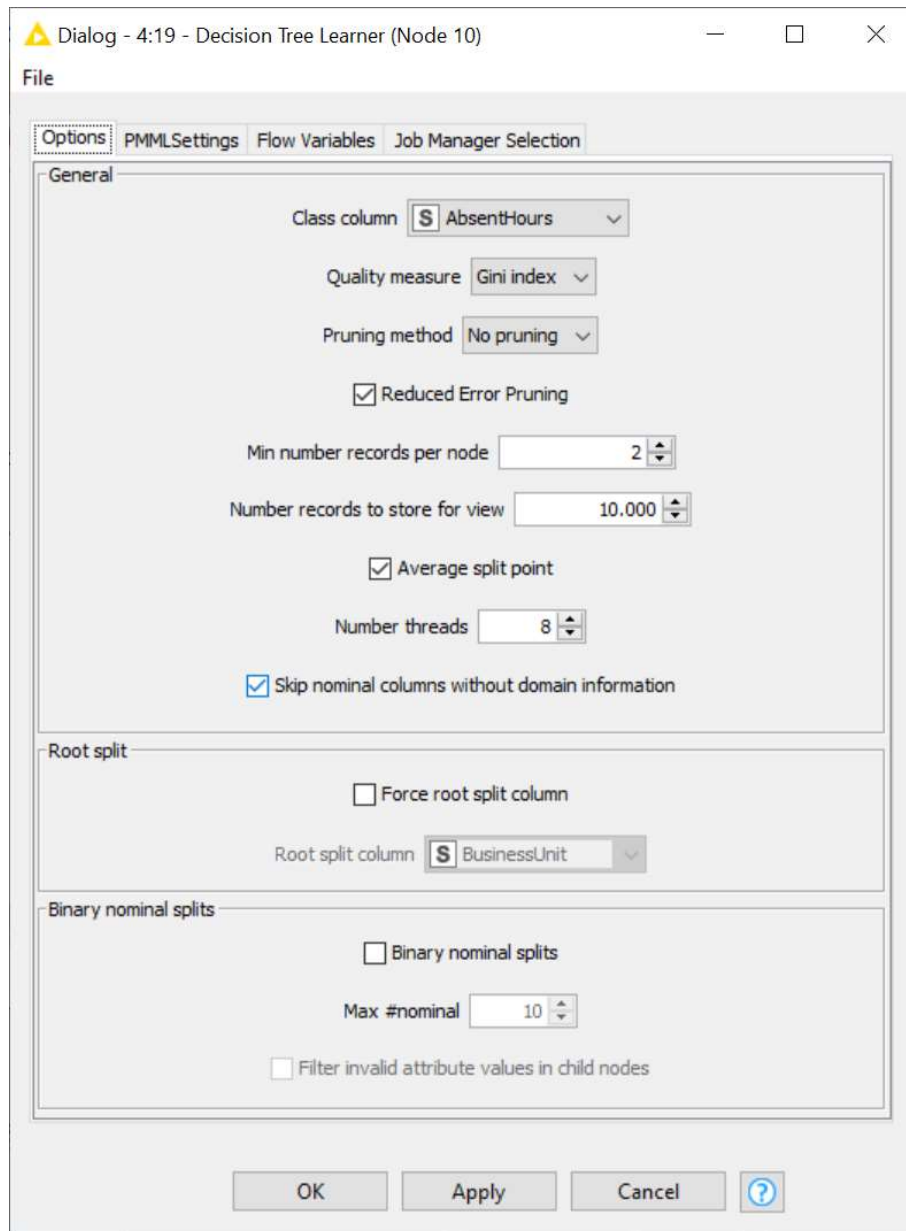 Dialog - 4:19 - Decision Tree Learner (Node 10)
File
Options PMMLSettings Flow Variables Job Manager Selection
General
Class column S AbsentHours
Quality measure Gini index
Pruning method No pruning
Reduced Error Pruning
Min number records per node 2
Number records to store for view 10.000
Average split point
Number threads 8
Skip nominal columns without domain information
Root split
Force root split column
Root split column S BusinessUnit
Binary nominal splits
Binary nominal splits
Max #nominal 10
Filter invalid attribute values in child nodes
OK Apply Cancel ?